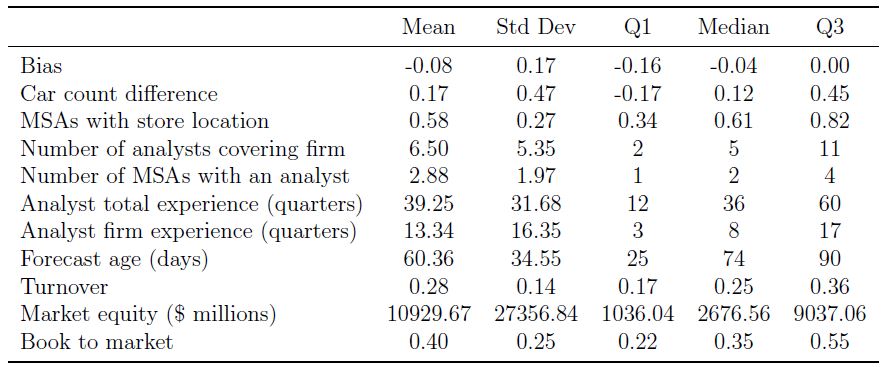 Mean Std Dev Q1 Median Q3
Bias -0.08 0.17 -0.16 -0.04 0.00
Car count difference 0.17 0.47 -0.17 0.12 0.45
MSAs with store location 0.58 0.27 0.34 0.61 0.82
Number of analysts covering firm 6.50 5.35 2 5 11
Number of MSAs with an analyst 2.88 1.97 1 2 4
Analyst total experience (quarters) 39.25 31.68 12 36 60
Analyst firm experience (quarters) 13.34 16.35 3 8 17
Forecast age (days) 60.36 34.55 25 74 90
Turnover 0.28 0.14 0.17 0.25 0.36
Market equity ($ millions) 10929.67 27356.84 1036.04 2676.56 9037.06
Book to market 0.40 0.25 0.22 0.35 0.55